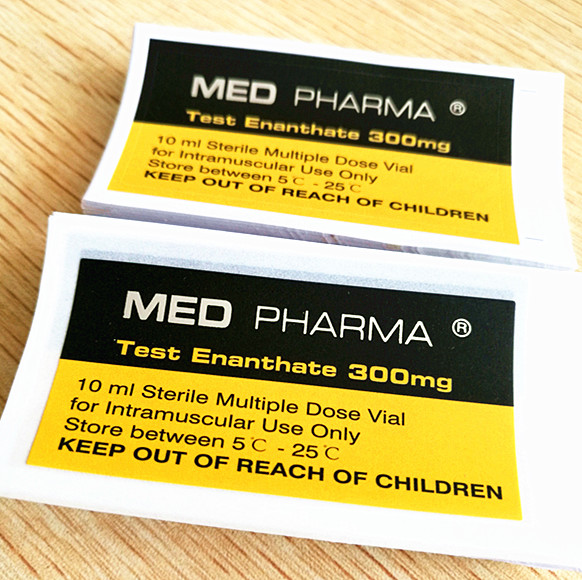 MED PHARMA ®
Test Enanthate 300mg
10 ml Sterile Multiple Dose Vial
for Intramuscular Use Only
Store between 5℃ - 25℃
KEEP OUT OF REACH OF CHILDREN
MED PHARMA ®
Test Enanthate 300mg
10 ml Sterile Multiple Dose Vial
for Intramuscular Use Only
Store between 5℃ - 25℃
KEEP OUT OF REACH OF CHILDREN